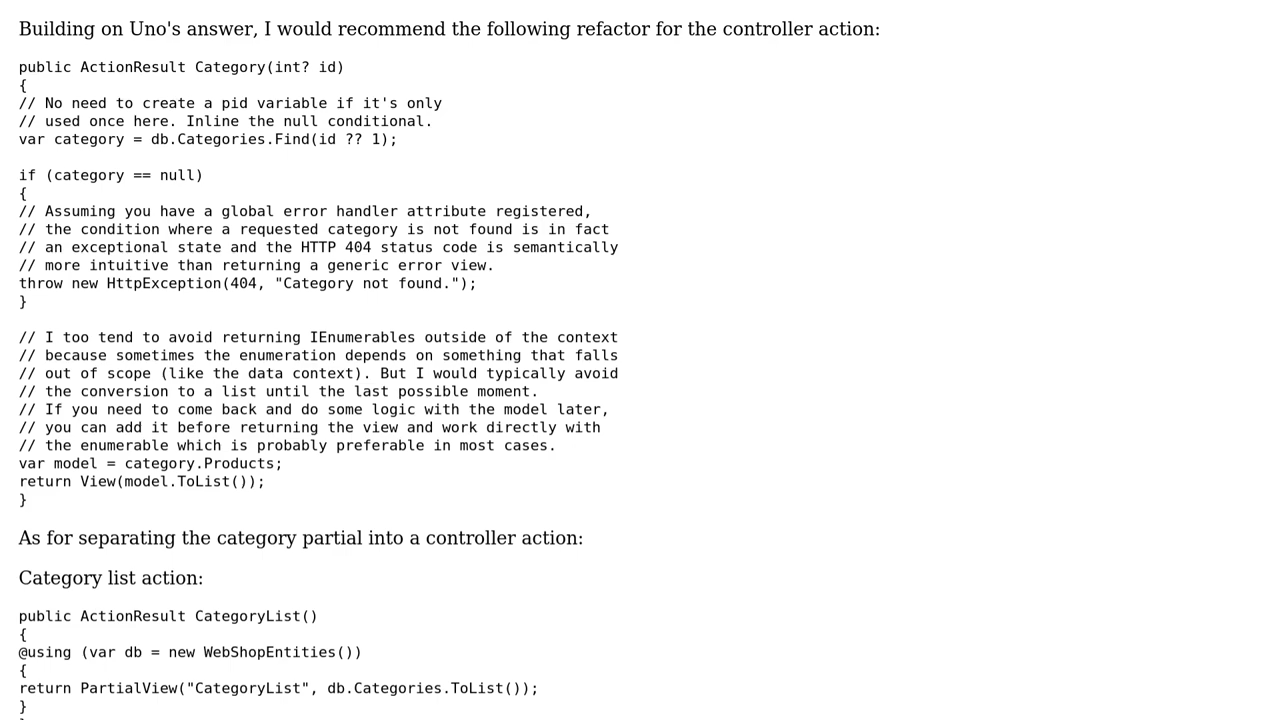 Building on Uno's answer, I would recommend the following refactor for the controller action:
public ActionResult Category(int? id)
{
// No need to create a pid variable if it's only
// used once here. Inline the null conditional.
var category = db.Categories.Find(id ?? 1);
if (category == null)
{
// Assuming you have a global error handler attribute registered,
// the condition where a requested category is not found is in fact
// an exceptional state and the HTTP 404 status code is semantically
// more intuitive than returning a generic error view.
throw new HttpException(404, "Category not found.");
}
// I too tend to avoid returning IEnumerables outside of the context
// because sometimes the enumeration depends on something that falls
// out of scope (like the data context). But I would typically avoid
// the conversion to a list until the last possible moment.
// If you need to come back and do some logic with the model later,
// you can add it before returning the view and work directly with
// the enumerable which is probably preferable in most cases.
var model = category.Products;
return View(model.ToList());
}
As for separating the category partial into a controller action:
Category list action:
public ActionResult CategoryList()
{
@using (var db = new WebShopEntities())
{
return PartialView("CategoryList", db.Categories.ToList());
}